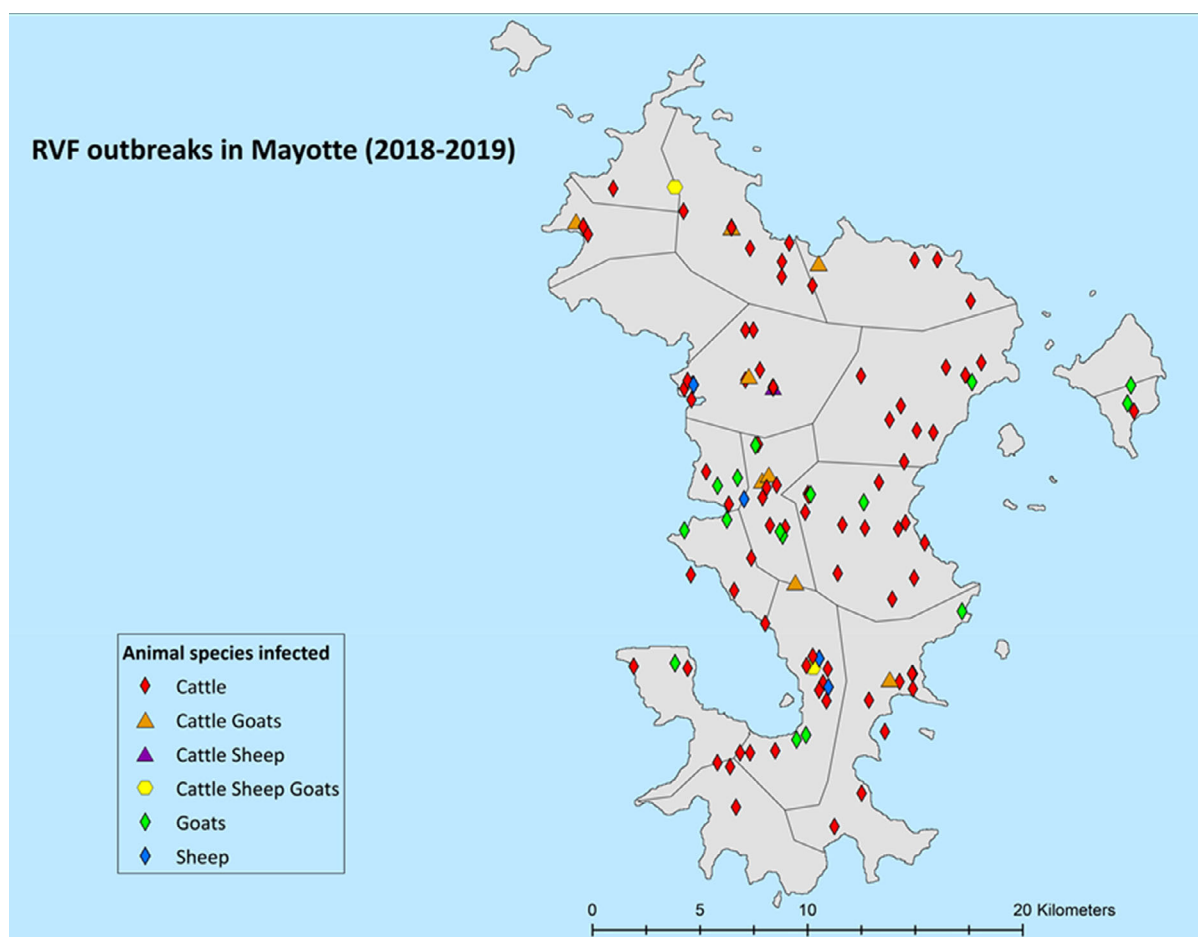 RVF outbreaks in Mayotte (2018-2019)
Animal species infected
Cattle
Cattle Goats
Cattle Sheep
Cattle Sheep Goats
Goats
Sheep
0 5 10 20 Kilometers